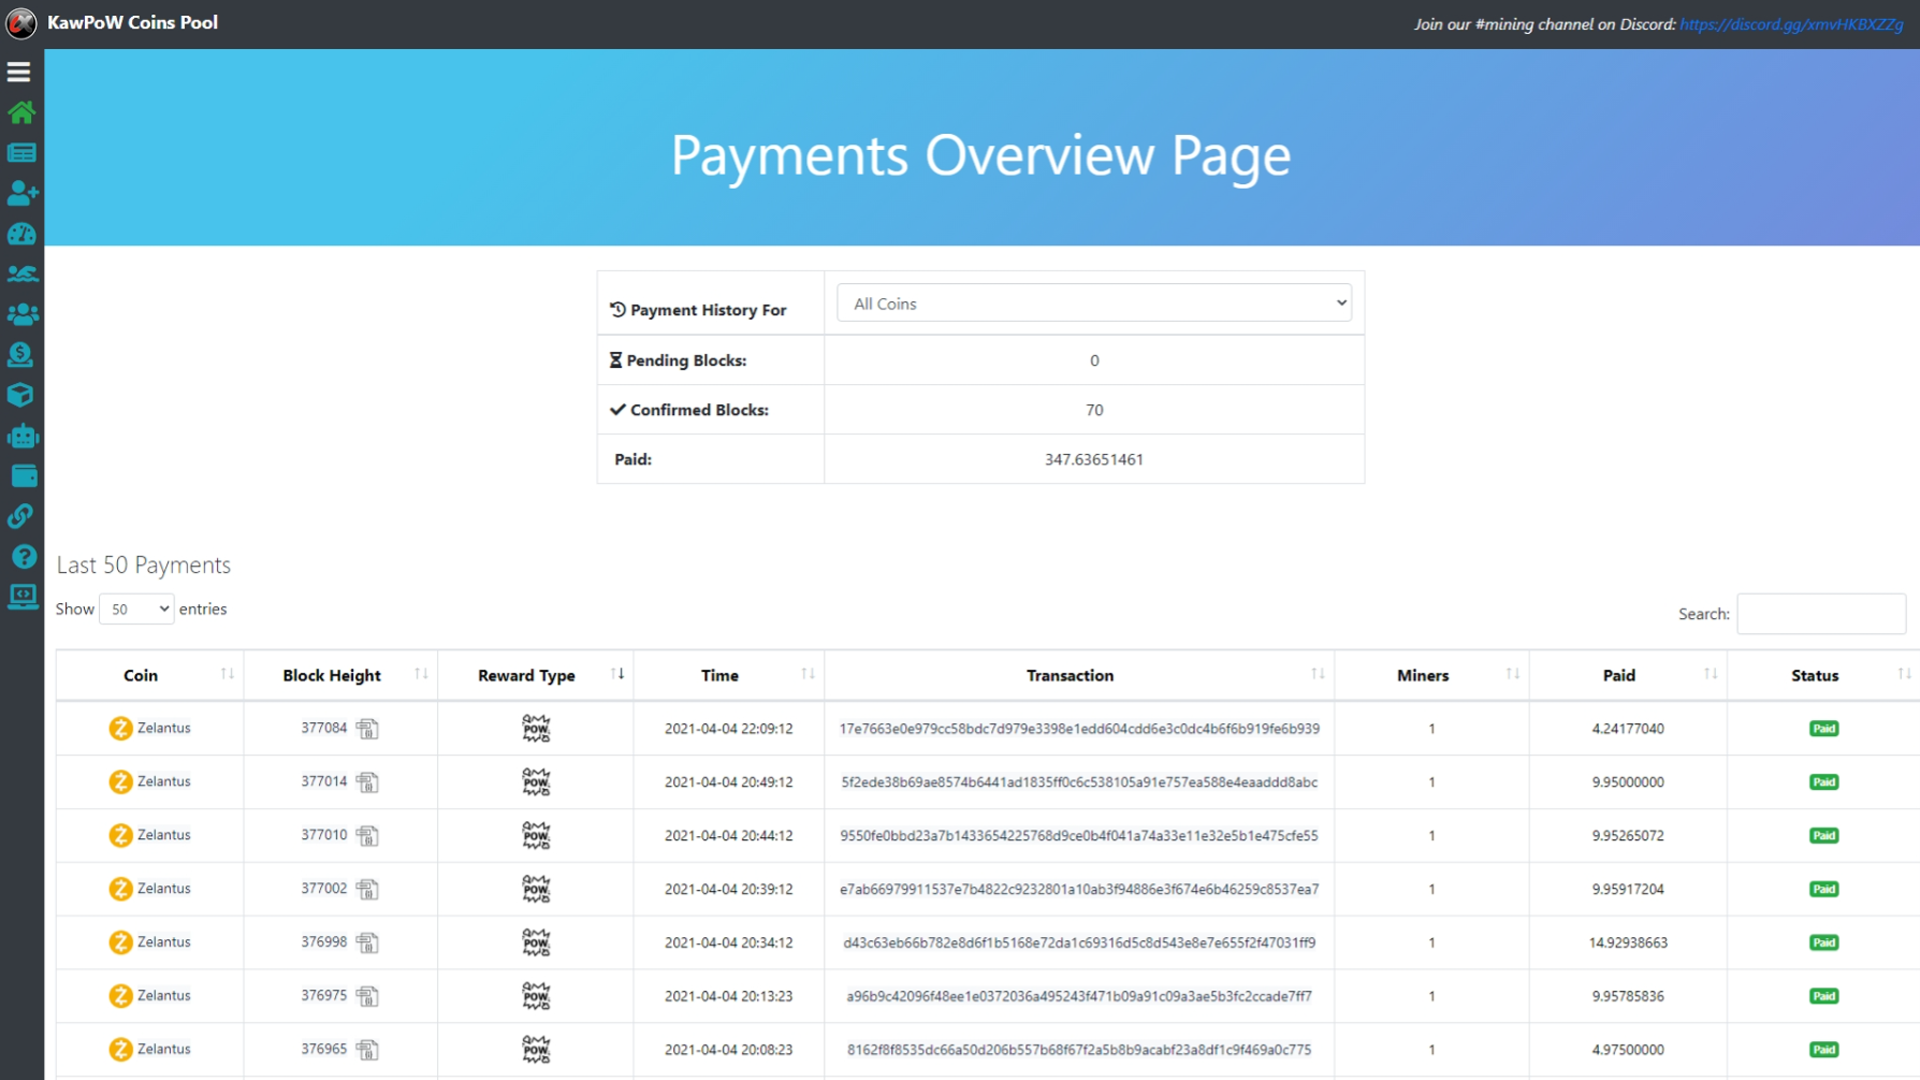 KawPoW Coins Pool
Join our #mining channel on Discord: https://discord.gg/xmvHKBXZZg
Payments Overview Page
Payment History For All Coins
Pending Blocks: 0
Confirmed Blocks: 70
Paid: 347.63651461
Last 50 Payments
Show 50 entries
Search:
Coin Block Height Reward Type Time Transaction Miners Paid Status
Zelantus 377084 POW 2021-04-04 22:09:12 17e7663e0e979cc58bdc7d979e3398e1edd604cdd6e3c0dc4b6f6b919fe6b939 1 4.24177040 Paid
Zelantus 377014 POW 2021-04-04 20:49:12 5f2ede38b69ae8574b6441ad1835ff0c6c538105a91e757ea588e4eaaddd8abc 1 9.95000000 Paid
Zelantus 377010 POW 2021-04-04 20:44:12 9550fe0bbd23a7b1433654225768d9ce0b4f041a74a33e11e32e5b1e475cfe55 1 9.95265072 Paid
Zelantus 377002 POW 2021-04-04 20:39:12 e7ab66979911537e7b4822c9232801a10ab3f94886e3f674e6b46259c8537ea7 1 9.95917204 Paid
Zelantus 376998 POW 2021-04-04 20:34:12 d43c63eb66b782e8d6f1b5168e72da1c69316d5c8d543e8e7e655f2f47031ff9 1 14.92938663 Paid
Zelantus 376975 POW 2021-04-04 20:13:23 a96b9c42096f48ee1e0372036a495243f471b09a91c09a3ae5b3fc2ccade7ff7 1 9.95785836 Paid
Zelantus 376965 POW 2021-04-04 20:08:23 8162f8f8535dc66a50d206b557b68f67f2a5b8b9acabf23a8df1c9f469a0c775 1 4.97500000 Paid